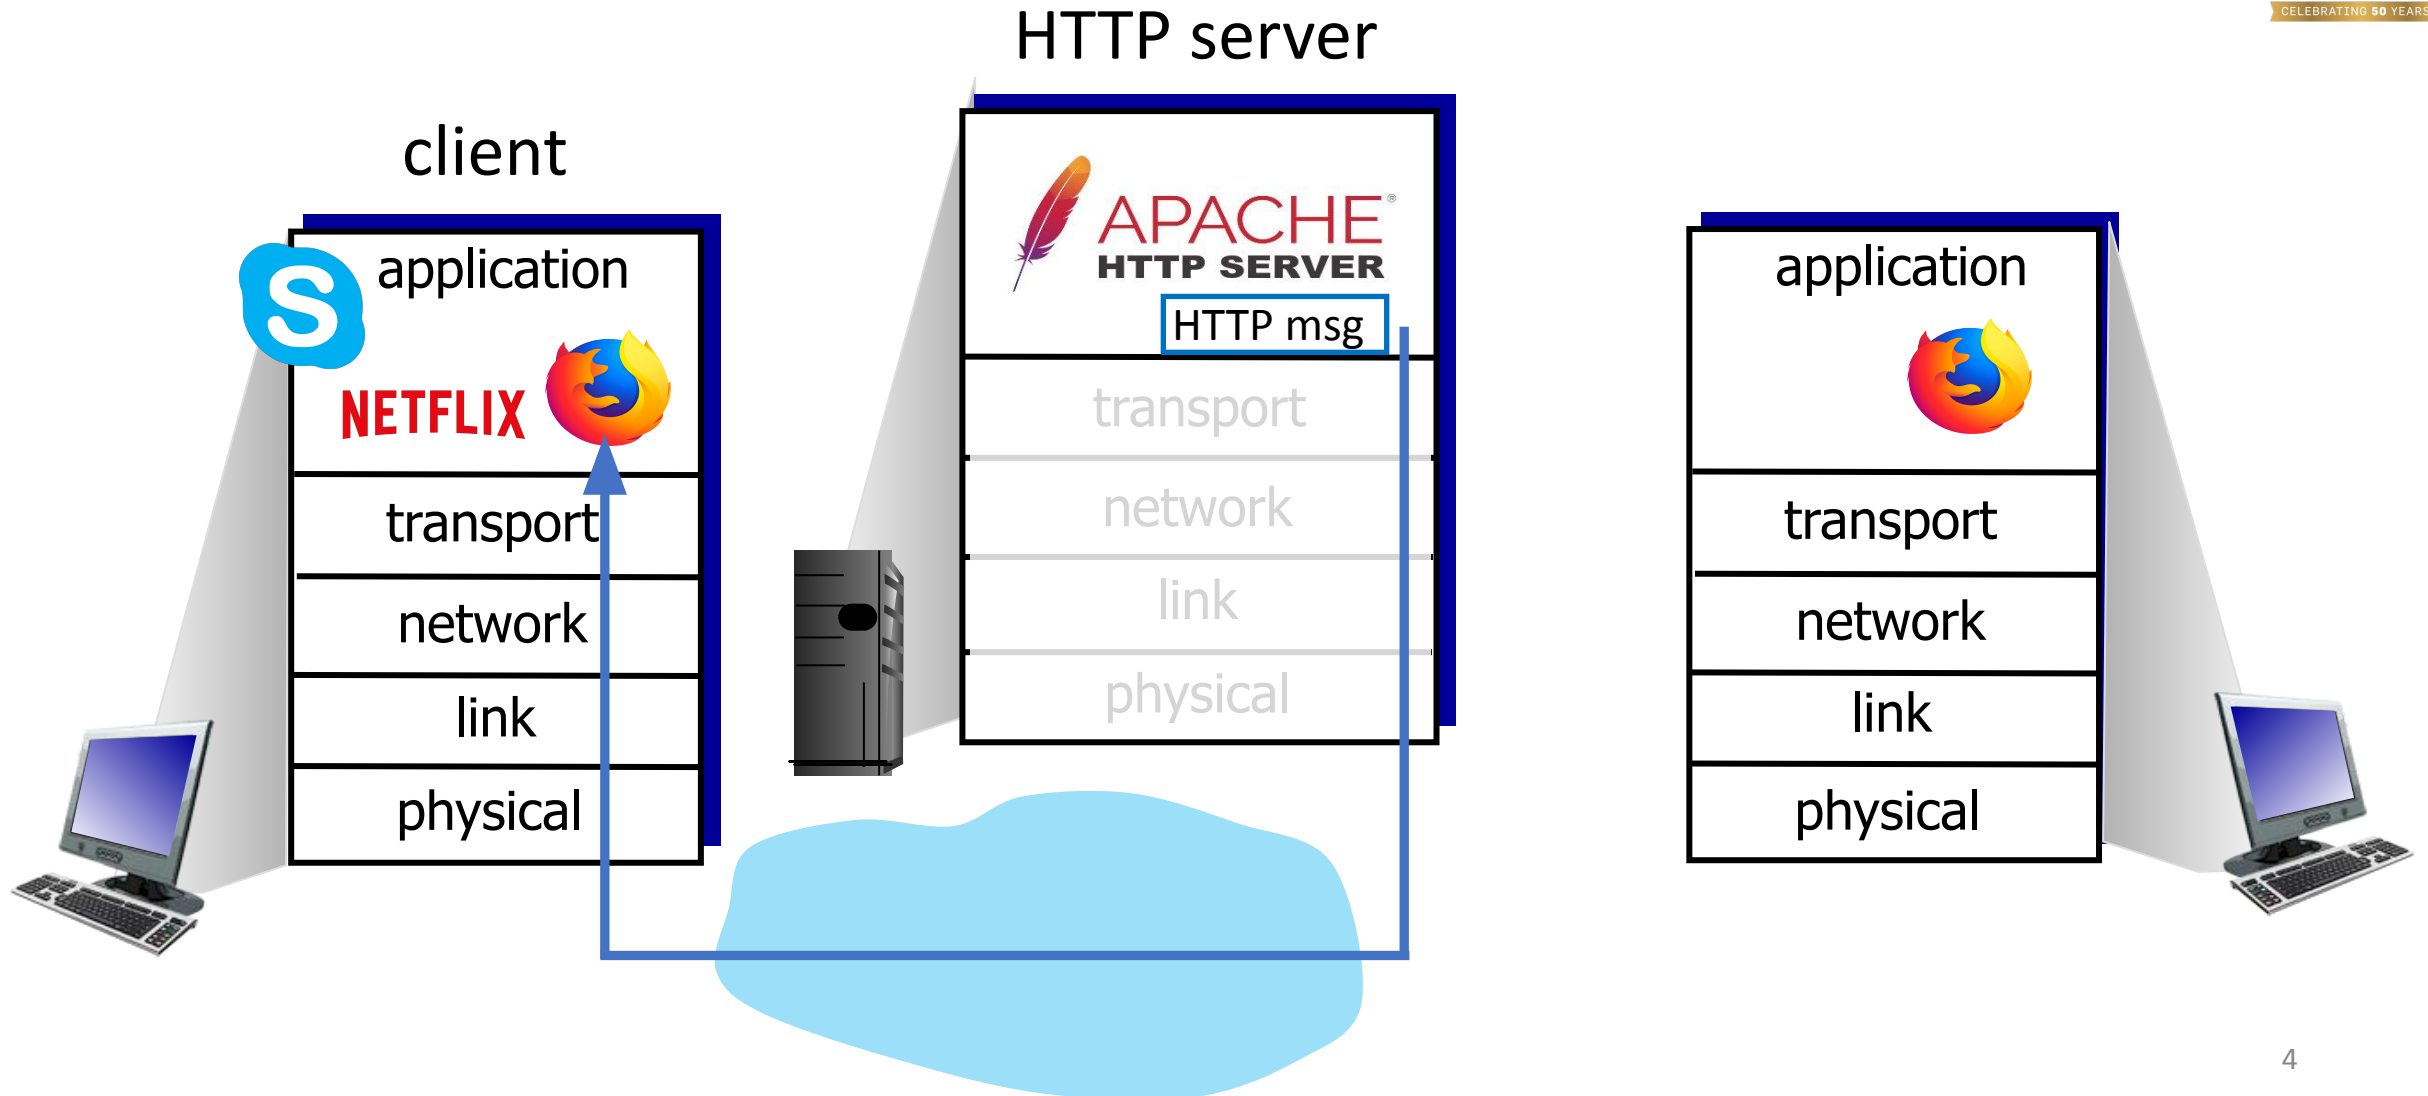 CELEBRATING 50 YEARS
HTTP server
client
application
NETFLIX
transport
network
link
physical
APACHE®
HTTP SERVER
HTTP msg
transport
network
link
physical
application
transport
network
link
physical
4